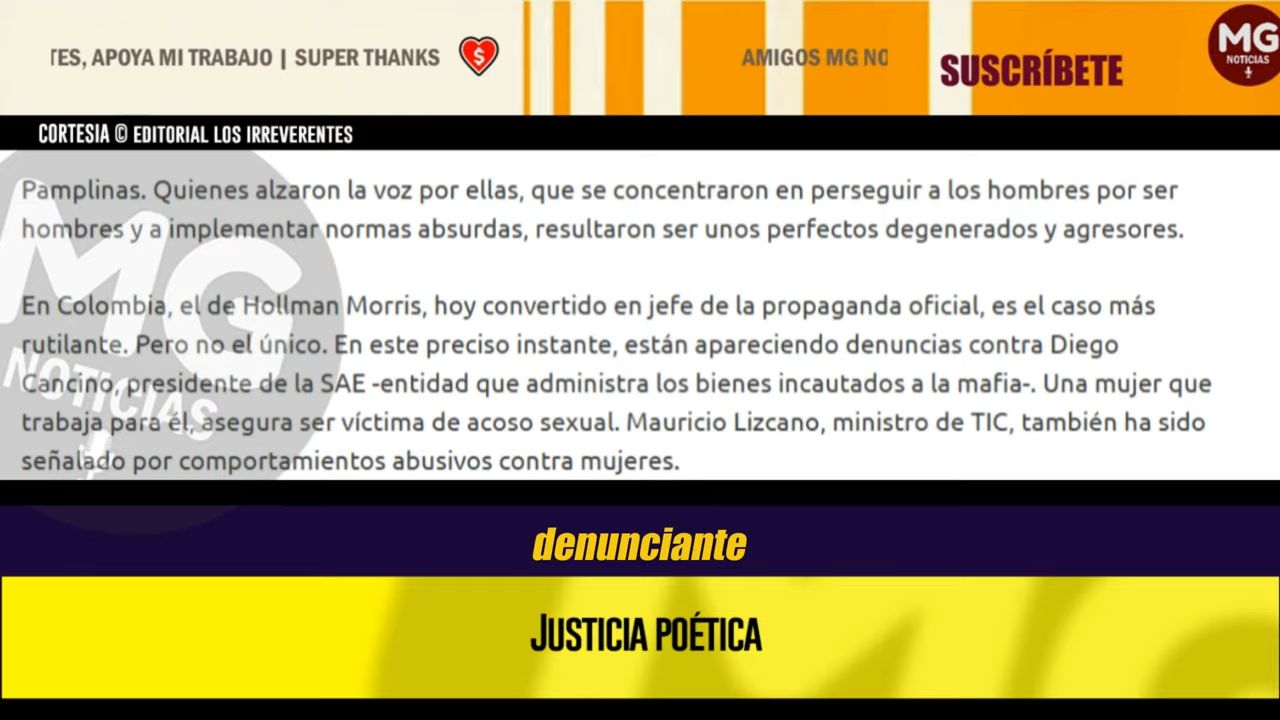 TES, APOYA MI TRABAJO | SUPER THANKS
$
AMIGOS MG NO
SUSCRÍBETE
MG
NOTICIAS
CORTESIA © EDITORIAL LOS IRREVERENTES
Pamplinas. Quienes alzaron la voz por ellas, que se concentraron en perseguir a los hombres por ser
hombres y a implementar normas absurdas, resultaron ser unos perfectos degenerados y agresores.
En Colombia, el de Hollman Morris, hoy convertido en jefe de la propaganda oficial, es el caso más
rutilante. Pero no el único. En este preciso instante, están apareciendo denuncias contra Diego
Cancino, presidente de la SAE -entidad que administra los bienes incautados a la mafia-. Una mujer que
trabaja para él, asegura ser víctima de acoso sexual. Mauricio Lizcano, ministro de TIC, también ha sido
señalado por comportamientos abusivos contra mujeres.
MG
NOTICIAS
denunciante
JUSTICIA POÉTICA